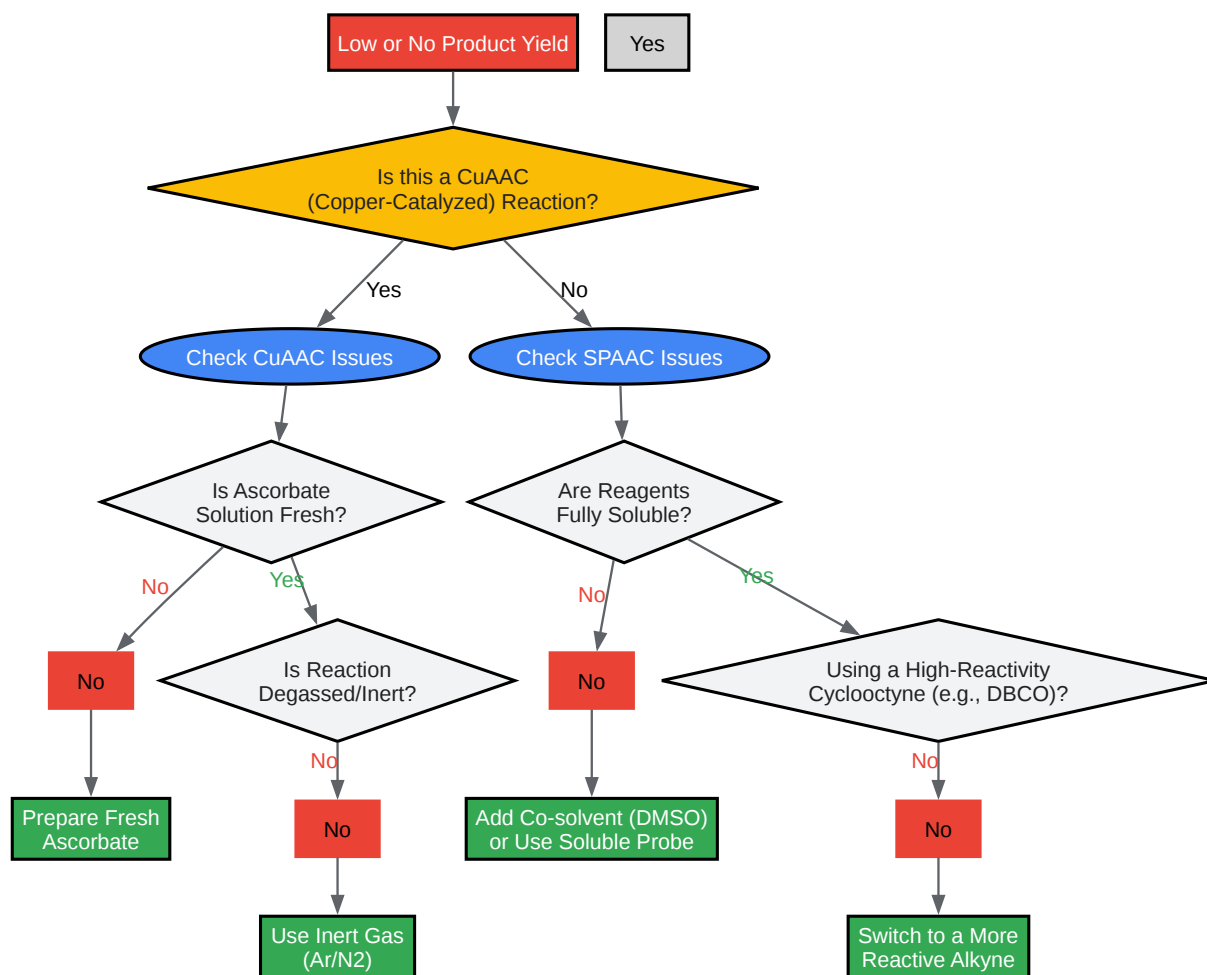 Low or No Product Yield
Yes
Is this a CuAAC
(Copper-Catalyzed) Reaction?
Yes
No
Check CuAAC Issues
Check SPAAC Issues
Is Ascorbate
Solution Fresh?
Are Reagents
Fully Soluble?
No
Yes
No
Yes
No
Is Reaction
Degassed/Inert?
No
Using a High-Reactivity
Cyclooctyne (e.g., DBCO)?
No
No
Prepare Fresh
Ascorbate
No
Add Co-solvent (DMSO)
or Use Soluble Probe
No
Use Inert Gas
(Ar/N2)
Switch to a More
Reactive Alkyne